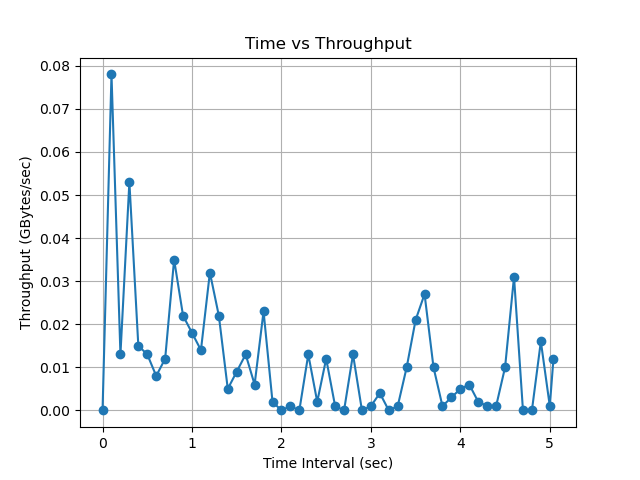 Time vs Throughput
Throughput (GBytes/sec)
0.08
0.07
0.06
0.05
0.04
0.03
0.02
0.01
0.00
0 1 2 3 4 5
Time Interval (sec)